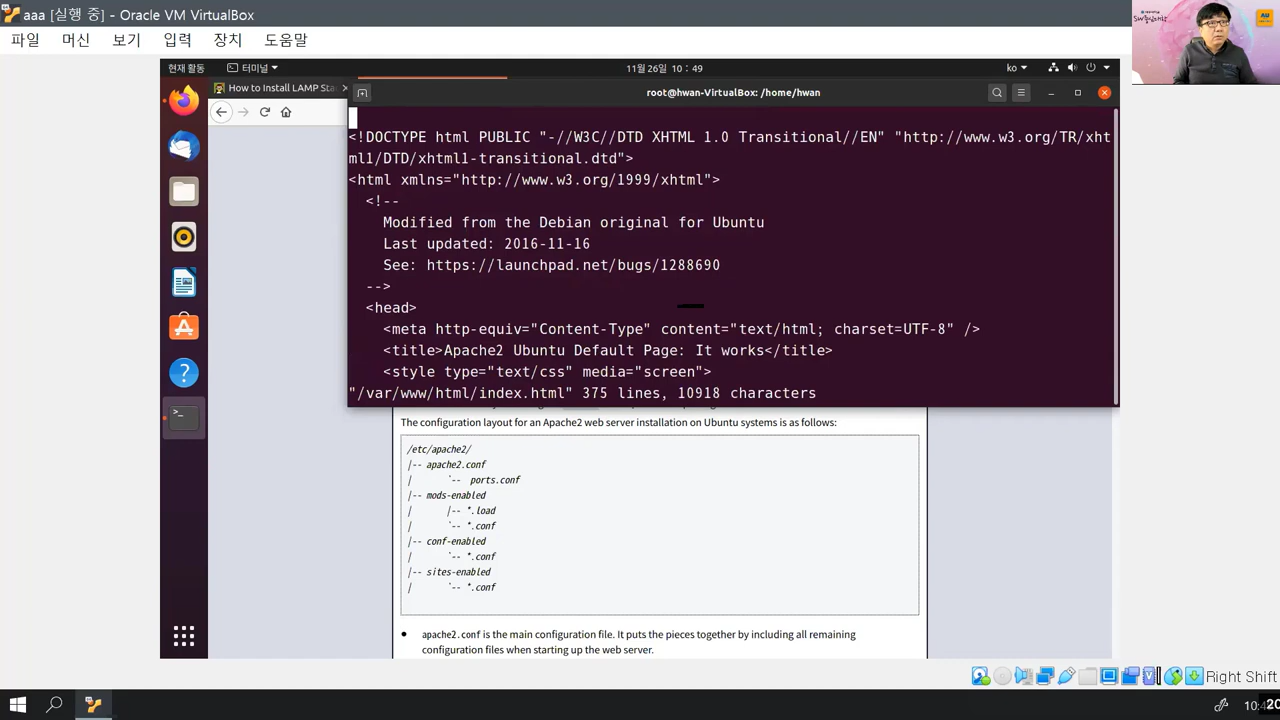 aaa [실행 중] - Oracle VM VirtualBox
파일 머신 보기 입력 장치 도움말
현재 활동 터미널 11월 26일 10 : 49 ko
How to Install LAMP Sta
root@hwan-VirtualBox: /home/hwan
<!DOCTYPE html PUBLIC "-//W3C//DTD XHTML 1.0 Transitional//EN" "http://www.w3.org/TR/xht
ml1/DTD/xhtml1-transitional.dtd">
<html xmlns="http://www.w3.org/1999/xhtml">
<!--
Modified from the Debian original for Ubuntu
Last updated: 2016-11-16
See: https://launchpad.net/bugs/1288690
-->
<head>
<meta http-equiv="Content-Type" content="text/html; charset=UTF-8" />
<title>Apache2 Ubuntu Default Page: It works</title>
<style type="text/css" media="screen">
"/var/www/html/index.html" 375 lines, 10918 characters
The configuration layout for an Apache2 web server installation on Ubuntu systems is as follows:
/etc/apache2/
|-- apache2.conf
|       `--  ports.conf
|-- mods-enabled
|       |-- *.load
|       `-- *.conf
|-- conf-enabled
|       `-- *.conf
|-- sites-enabled
|       `-- *.conf
● apache2.conf is the main configuration file. It puts the pieces together by including all remaining
configuration files when starting up the web server.
Right Shift